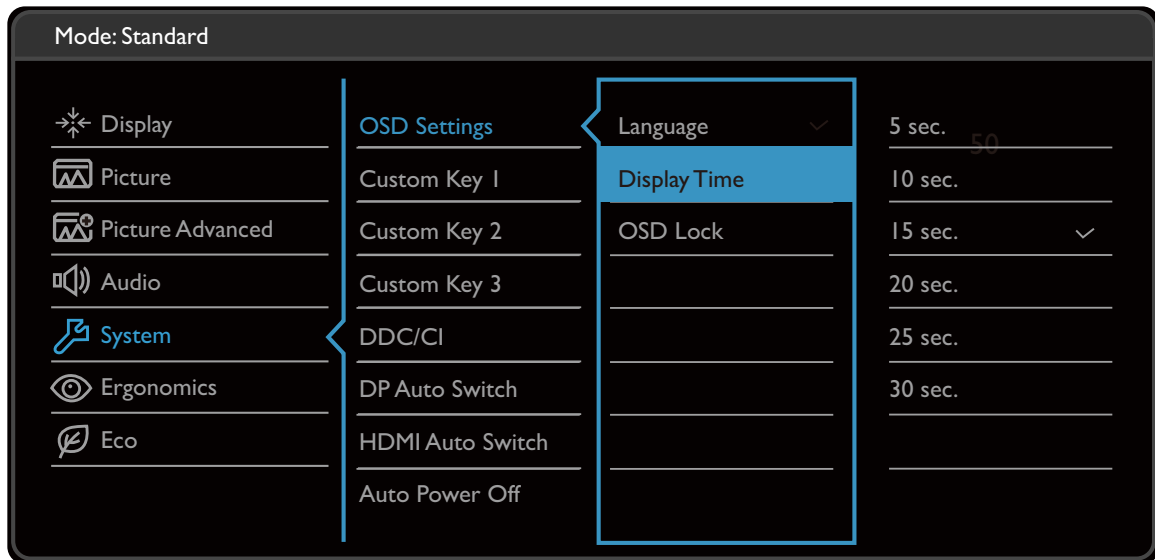 Mode: Standard
Display
Picture
Picture Advanced
Audio
System
Ergonomics
Eco
OSD Settings
Custom Key 1
Custom Key 2
Custom Key 3
DDC/CI
DP Auto Switch
HDMI Auto Switch
Auto Power Off
Language
Display Time
OSD Lock
5 sec.
50
10 sec.
15 sec.
20 sec.
25 sec.
30 sec.